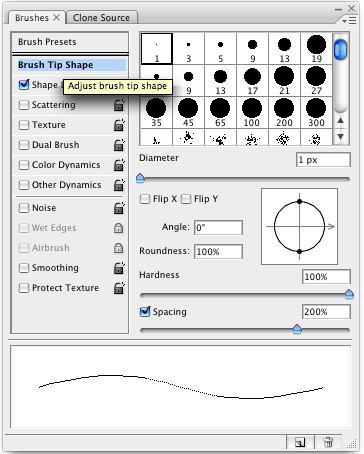 Brushes × Clone Source
Brush Presets
Brush Tip Shape
Shape
Adjust brush tip shape
Scattering
Texture
Dual Brush
Color Dynamics
Other Dynamics
Noise
Wet Edges
Airbrush
Smoothing
Protect Texture
1 3 5 9 13 19
9 13 17 21 27
35 45 65 100 200 300
Diameter 1 px
Flip X Flip Y
Angle: 0°
Roundness: 100%
Hardness 100%
Spacing 200%